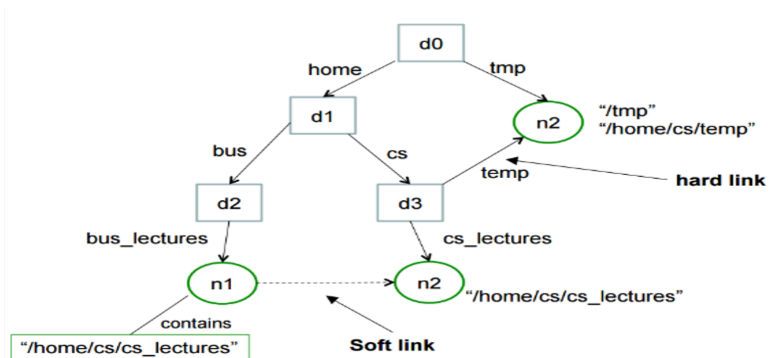 d0
home
tmp
d1
n2
"/tmp"
"/home/cs/temp"
bus
cs
temp
hard link
d2
d3
bus_lectures
cs_lectures
n1
n2
"/home/cs/cs_lectures"
contains
"/home/cs/cs_lectures"
Soft link